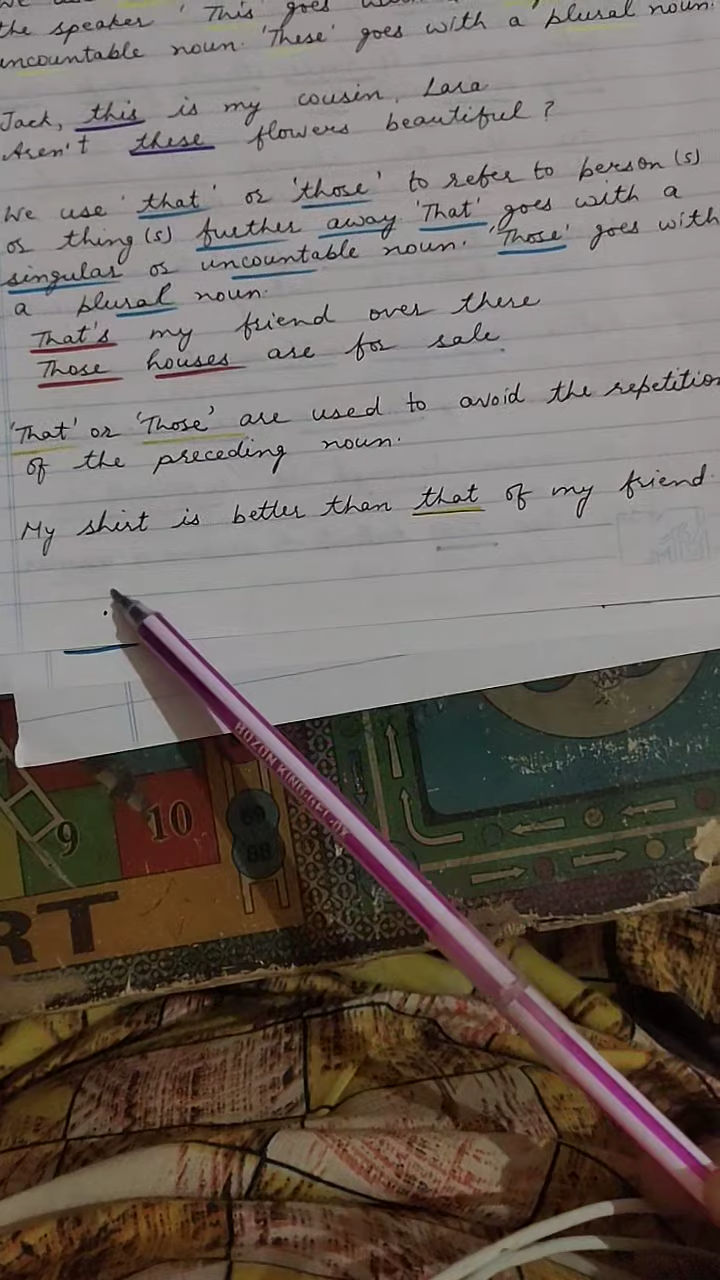 the speaker 'This' goes
uncountable noun. 'These' goes with a plural noun.
Jack, this is my cousin, Lara
Aren't these flowers beautiful?
We use 'that' or 'those' to refer to person(s)
or thing(s) further away 'That' goes with a
singular or uncountable noun. 'Those' goes with
a plural noun.
That's my friend over there
Those houses are for sale.
'That' or 'Those' are used to avoid the repetition
of the preceding noun.
My shirt is better than that of my friend.
9
10
RT